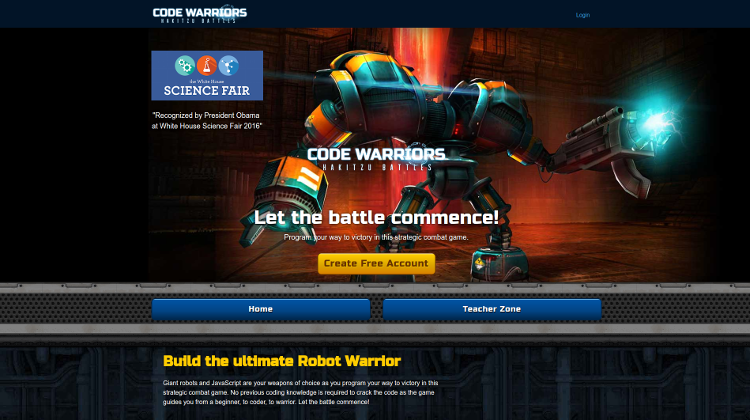 CODE WARRIORS
HAKITZU BATTLES
Login
the White House
SCIENCE FAIR
"Recognized by President Obama
at White House Science Fair 2016"
CODE WARRIORS
HAKITZU BATTLES
Let the battle commence!
Program your way to victory in this strategic combat game.
Create Free Account
Home
Teacher Zone
Build the ultimate Robot Warrior
Giant robots and JavaScript are your weapons of choice as you program your way to victory in this
strategic combat game. No previous coding knowledge is required to crack the code as the game
guides you from a beginner, to coder, to warrior. Let the battle commence!